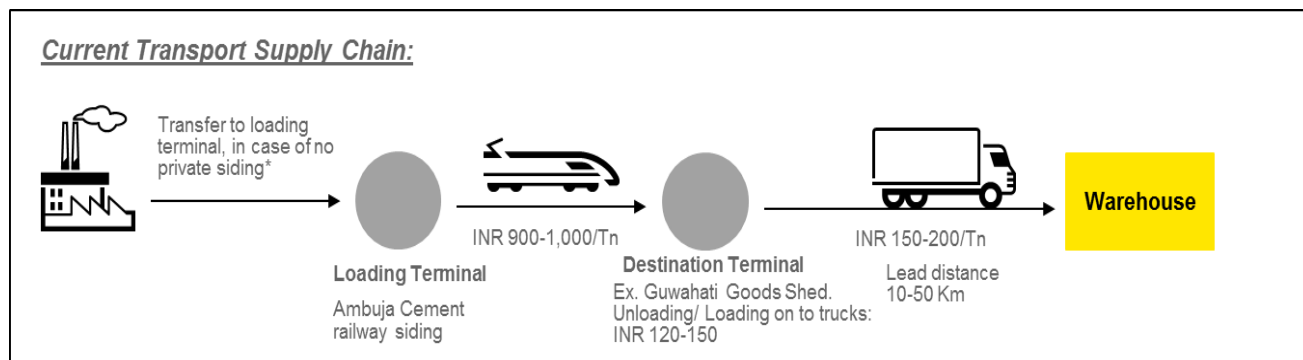 Current Transport Supply Chain:
Transfer to loading
terminal, in case of no
private siding*
INR 900-1,000/Tn
Loading Terminal
Ambuja Cement
railway siding
Destination Terminal
Ex. Guwahati Goods Shed.
Unloading/ Loading on to trucks:
INR 120-150
INR 150-200/Tn
Lead distance
10-50 Km
Warehouse